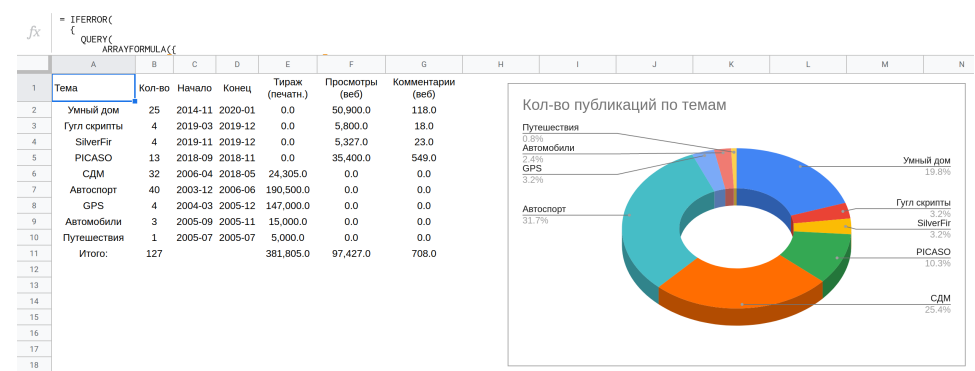 fx
= IFERROR(
{
QUERY(
ARRAYFORMULA({
A B C D E F G H I J K L M N
1 Тема Кол-во Начало Конец Тираж (печатн.) Просмотры (веб) Комментарии (веб)
2 Умный дом 25 2014-11 2020-01 0.0 50,900.0 118.0
3 Гугл скрипты 4 2019-03 2019-12 0.0 5,800.0 18.0
4 SilverFir 4 2019-11 2019-12 0.0 5,327.0 23.0
5 PICASO 13 2018-09 2018-11 0.0 35,400.0 549.0
6 СДМ 32 2006-04 2018-05 24,305.0 0.0 0.0
7 Автоспорт 40 2003-12 2006-06 190,500.0 0.0 0.0
8 GPS 4 2004-03 2005-12 147,000.0 0.0 0.0
9 Автомобили 3 2005-09 2005-11 15,000.0 0.0 0.0
10 Путешествия 1 2005-07 2005-07 5,000.0 0.0 0.0
11 Итого: 127 381,805.0 97,427.0 708.0
12
13
14
15
16
17
18
Кол-во публикаций по темам
Путешествия
0.8%
Автомобили
2.4%
GPS
3.2%
Автоспорт
31.7%
Умный дом
19.8%
Гугл скрипты
3.2%
SilverFir
3.2%
PICASO
10.3%
СДМ
25.4%